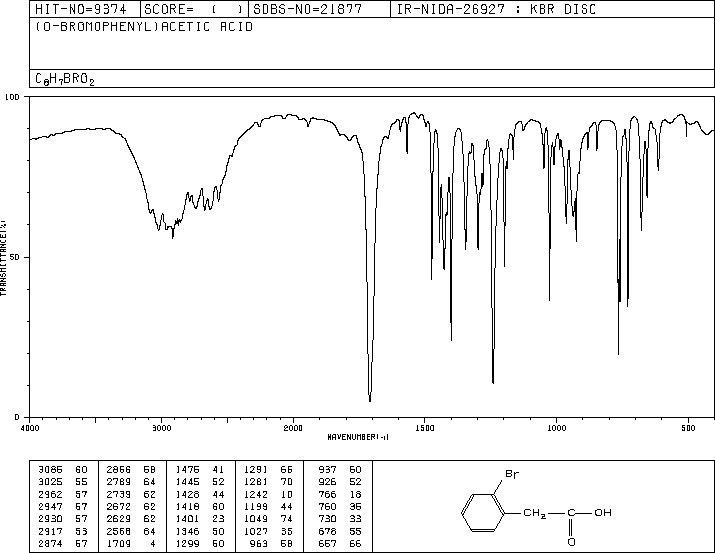 HIT-NO=9374 SCORE= ( ) SDBS-NO=21877 IR-NIDA-26927 : KBR DISC
(O-BROMOPHENYL)ACETIC ACID
C8H7BRO2
100
50
0
TRANSMITTANCE(%)
4000 3000 2000 1500 1000 500
WAVENUMBER(-1)
3085 60 2866 58 1475 41 1291 66 937 60
3025 55 2789 64 1445 52 1281 70 926 52
2962 57 2739 62 1428 44 1242 10 766 18
2947 57 2672 62 1418 60 1199 44 760 35
2930 57 2629 62 1401 23 1049 74 730 33
2917 53 2568 64 1346 50 1027 35 678 55
2874 57 1709 4 1299 50 963 58 657 66
Br
CH2 C OH
O